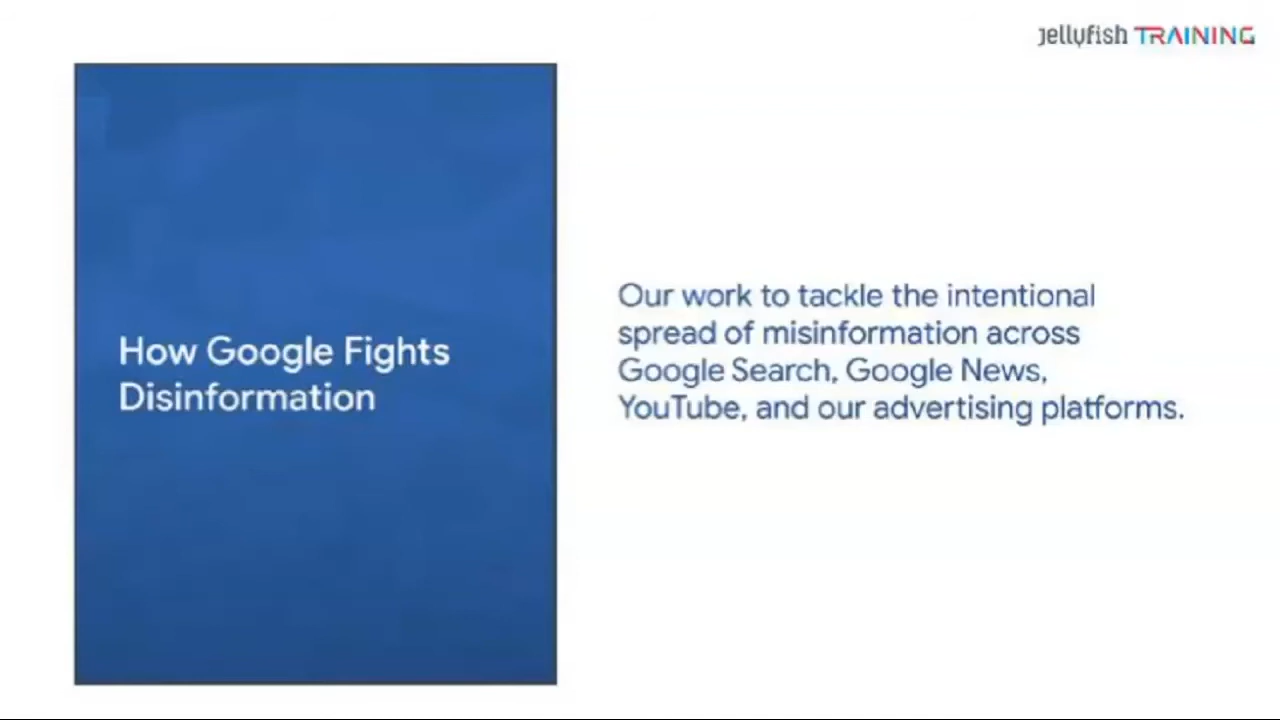 jellyfish TRAINING
How Google Fights
Disinformation
Our work to tackle the intentional
spread of misinformation across
Google Search, Google News,
YouTube, and our advertising platforms.